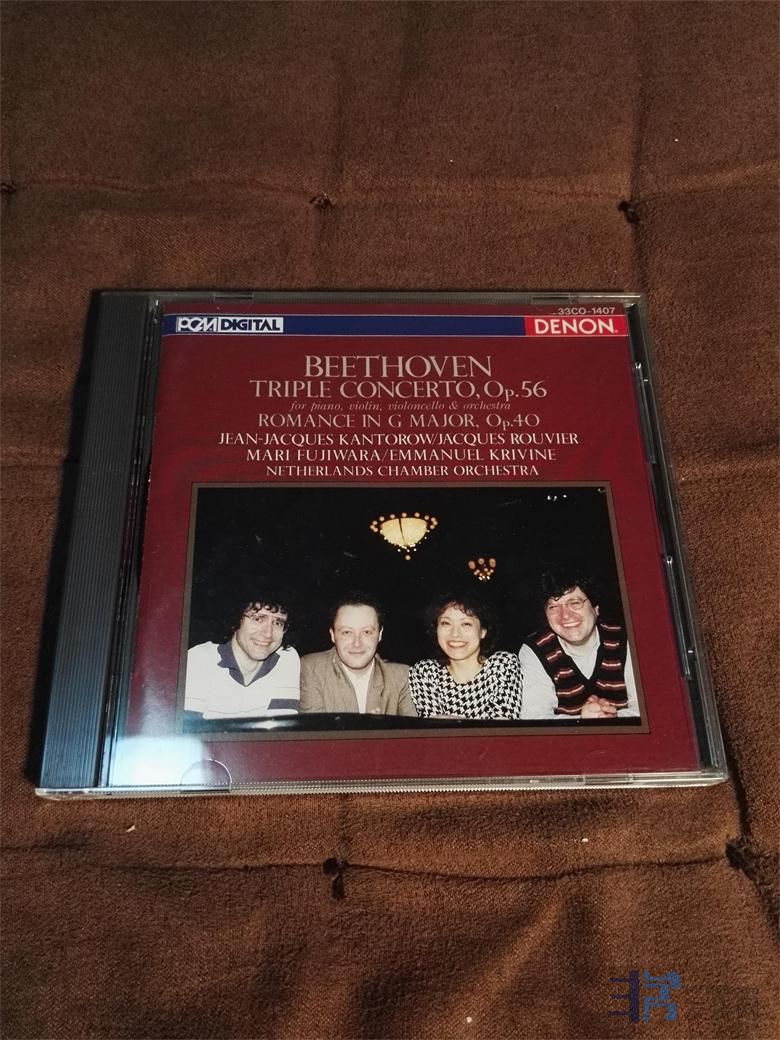 33CO-1407
PCM DIGITAL
DENON
BEETHOVEN
TRIPLE CONCERTO, Op.56
for piano, violin, violoncello & orchestra
ROMANCE IN G MAJOR, Op.40
JEAN-JACQUES KANTOROW/JACQUES ROUVIER
MARI FUJIWARA/EMMANUEL KRIVINE
NETHERLANDS CHAMBER ORCHESTRA